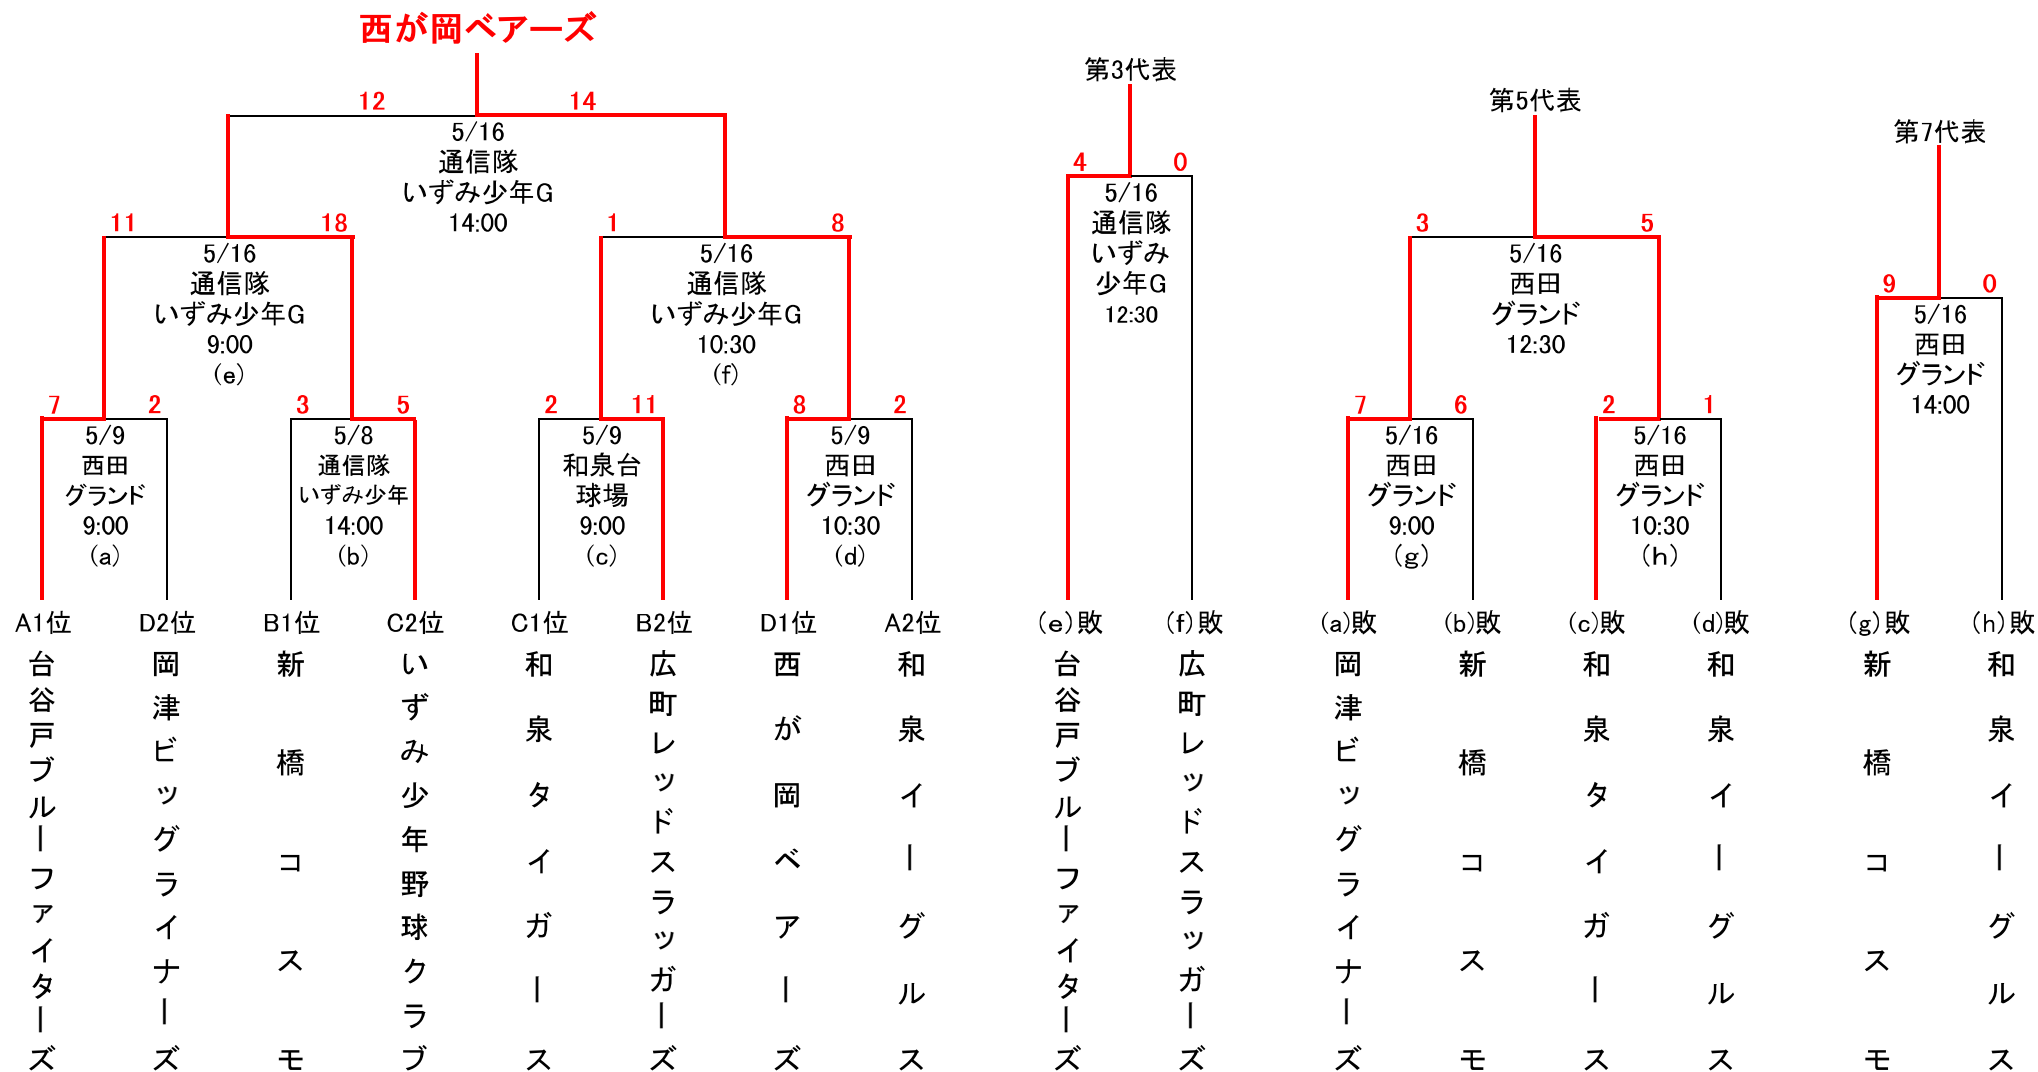 西が岡ベアーズ
12
14
5/16
通信隊
いずみ少年G
14:00
11
18
5/16
通信隊
いずみ少年G
9:00
(e)
1
8
5/16
通信隊
いずみ少年G
10:30
(f)
7
2
5/9
西田
グランド
9:00
(a)
3
5
5/8
通信隊
いずみ少年
14:00
(b)
2
11
5/9
和泉台
球場
9:00
(c)
8
2
5/9
西田
グランド
10:30
(d)
第3代表
4
0
5/16
通信隊
いずみ
少年G
12:30
第5代表
3
5
5/16
西田
グランド
12:30
7
6
5/16
西田
グランド
9:00
(g)
2
1
5/16
西田
グランド
10:30
(h)
第7代表
9
0
5/16
西田
グランド
14:00
A1位
台谷戸ブルーファイターズ
D2位
岡津ビッグライナーズ
B1位
新橋コスモ
C2位
いずみ少年野球クラブ
C1位
和泉タイガース
B2位
広町レッドスラッガーズ
D1位
西が岡ベアーズ
A2位
和泉イーグルス
(e)敗
台谷戸ブルーファイターズ
(f)敗
広町レッドスラッガーズ
(a)敗
岡津ビッグライナーズ
(b)敗
新橋コスモ
(c)敗
和泉タイガース
(d)敗
和泉イーグルス
(g)敗
新橋コスモ
(h)敗
和泉イーグルス